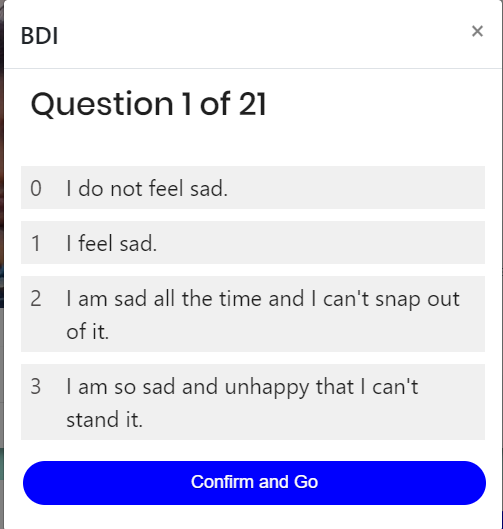 BDI
×
Question 1 of 21
0 I do not feel sad.
1 I feel sad.
2 I am sad all the time and I can't snap out
of it.
3 I am so sad and unhappy that I can't
stand it.
Confirm and Go